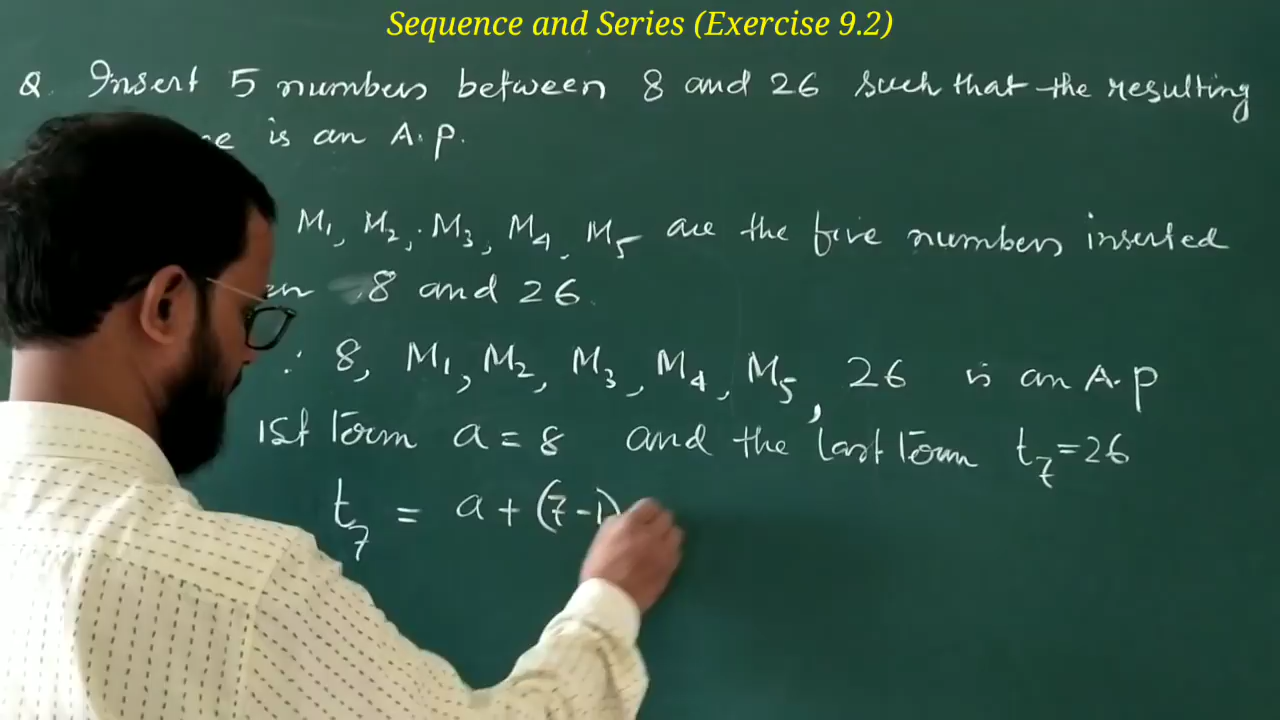 Sequence and Series (Exercise 9.2)
Q. Insert 5 numbers between 8 and 26 such that the resulting
is an A.P.
M1, M2, M3, M4, M5 are the five numbers inserted
8 and 26.
∴ 8, M1, M2, M3, M4, M5, 26 is an A.P
1st term a = 8 and the last term t7 = 26
t7 = a + (7-1)